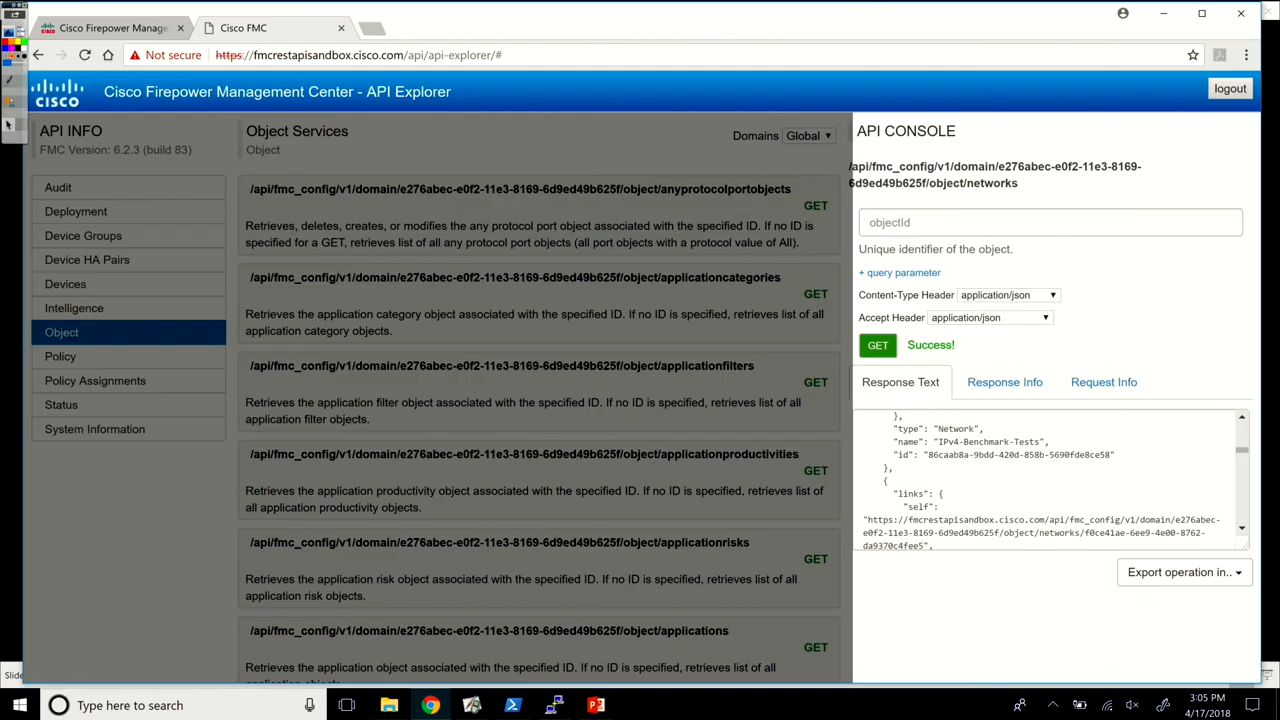 Cisco Firepower Manage
Cisco FMC
Not secure
https://fmcrestapisandbox.cisco.com/api/api-explorer/#
CISCO
Cisco Firepower Management Center - API Explorer
logout
API INFO
FMC Version: 6.2.3 (build 83)
Audit
Deployment
Device Groups
Device HA Pairs
Devices
Intelligence
Object
Policy
Policy Assignments
Status
System Information
Object Services
Object
Domains Global
/api/fmc_config/v1/domain/e276abec-e0f2-11e3-8169-6d9ed49b625f/object/anyprotocolportobjects
GET
Retrieves, deletes, creates, or modifies the any protocol port object associated with the specified ID. If no ID is
specified for a GET, retrieves list of all any protocol port objects (all port objects with a protocol value of All).
/api/fmc_config/v1/domain/e276abec-e0f2-11e3-8169-6d9ed49b625f/object/applicationcategories
GET
Retrieves the application category object associated with the specified ID. If no ID is specified, retrieves list of all
application category objects.
/api/fmc_config/v1/domain/e276abec-e0f2-11e3-8169-6d9ed49b625f/object/applicationfilters
GET
Retrieves the application filter object associated with the specified ID. If no ID is specified, retrieves list of all
application filter objects.
/api/fmc_config/v1/domain/e276abec-e0f2-11e3-8169-6d9ed49b625f/object/applicationproductivities
GET
Retrieves the application productivity object associated with the specified ID. If no ID is specified, retrieves list of
all application productivity objects.
/api/fmc_config/v1/domain/e276abec-e0f2-11e3-8169-6d9ed49b625f/object/applicationrisks
GET
Retrieves the application risk object associated with the specified ID. If no ID is specified, retrieves list of all
application risk objects.
/api/fmc_config/v1/domain/e276abec-e0f2-11e3-8169-6d9ed49b625f/object/applications
GET
Retrieves the application object associated with the specified ID. If no ID is specified, retrieves list of all
application objects.
API CONSOLE
/api/fmc_config/v1/domain/e276abec-e0f2-11e3-8169-
6d9ed49b625f/object/networks
objectId
Unique identifier of the object.
+ query parameter
Content-Type Header application/json
Accept Header application/json
GET Success!
Response Text Response Info Request Info
},
"type": "Network",
"name": "IPv4-Benchmark-Tests",
"id": "86caab8a-9bdd-420d-858b-5690fde8ce58"
},
{
"links": {
"self":
"https://fmcrestapisandbox.cisco.com/api/fmc_config/v1/domain/e276abec-
e0f2-11e3-8169-6d9ed49b625f/object/networks/f0ce41ae-6ee9-4e00-8762-
da9370c4fee5",
Export operation in..
Slide
Type here to search
3:05 PM
4/17/2018